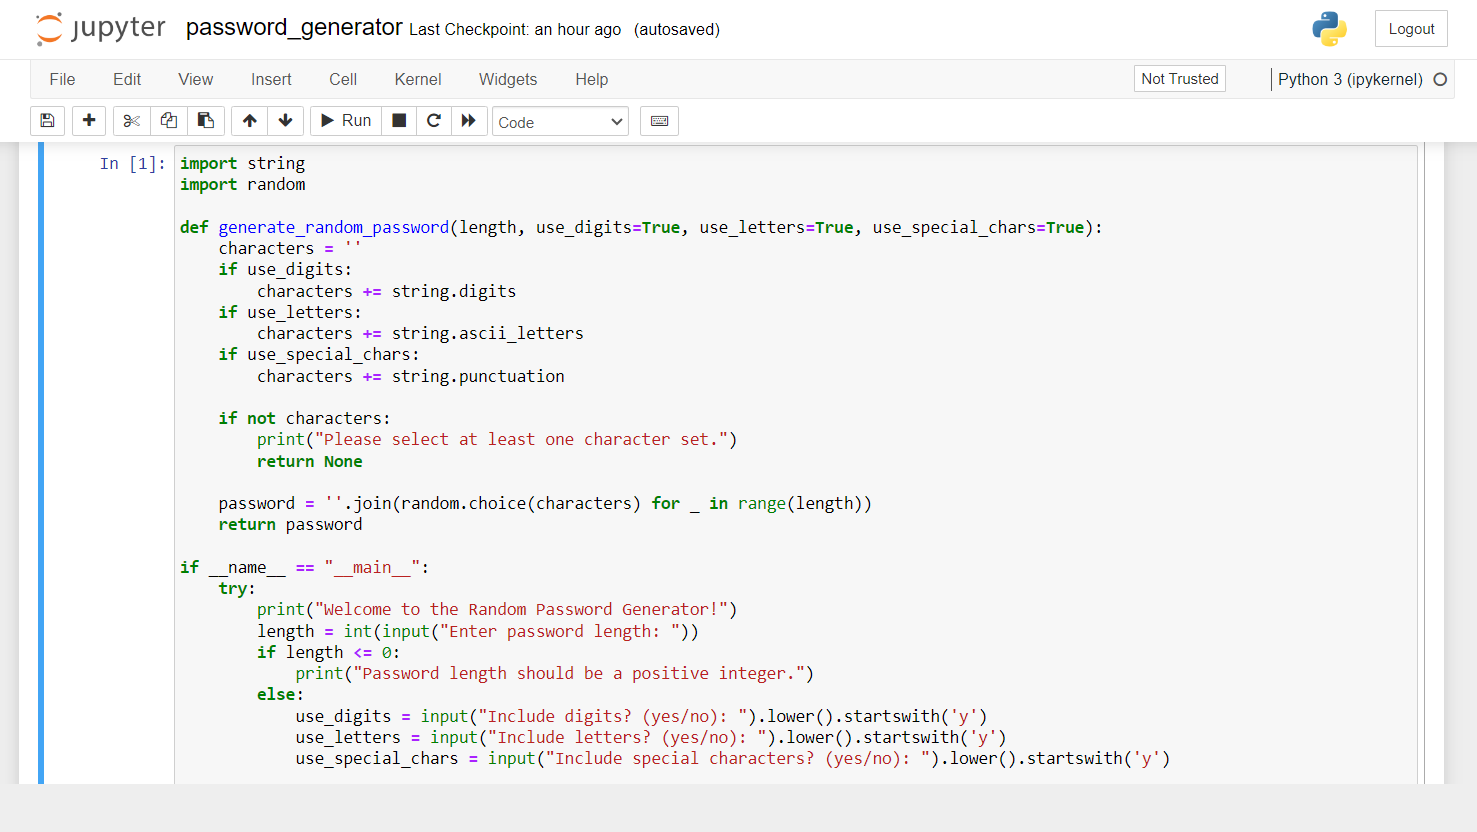 jupyter password_generator Last Checkpoint: an hour ago (autosaved) Logout
File Edit View Insert Cell Kernel Widgets Help Not Trusted Python 3 (ipykernel)
Run Code
In [1]: import string
import random

def generate_random_password(length, use_digits=True, use_letters=True, use_special_chars=True):
    characters = ''
    if use_digits:
        characters += string.digits
    if use_letters:
        characters += string.ascii_letters
    if use_special_chars:
        characters += string.punctuation

    if not characters:
        print("Please select at least one character set.")
        return None

    password = ''.join(random.choice(characters) for _ in range(length))
    return password

if __name__ == "__main__":
    try:
        print("Welcome to the Random Password Generator!")
        length = int(input("Enter password length: "))
        if length <= 0:
            print("Password length should be a positive integer.")
        else:
            use_digits = input("Include digits? (yes/no): ").lower().startswith('y')
            use_letters = input("Include letters? (yes/no): ").lower().startswith('y')
            use_special_chars = input("Include special characters? (yes/no): ").lower().startswith('y')